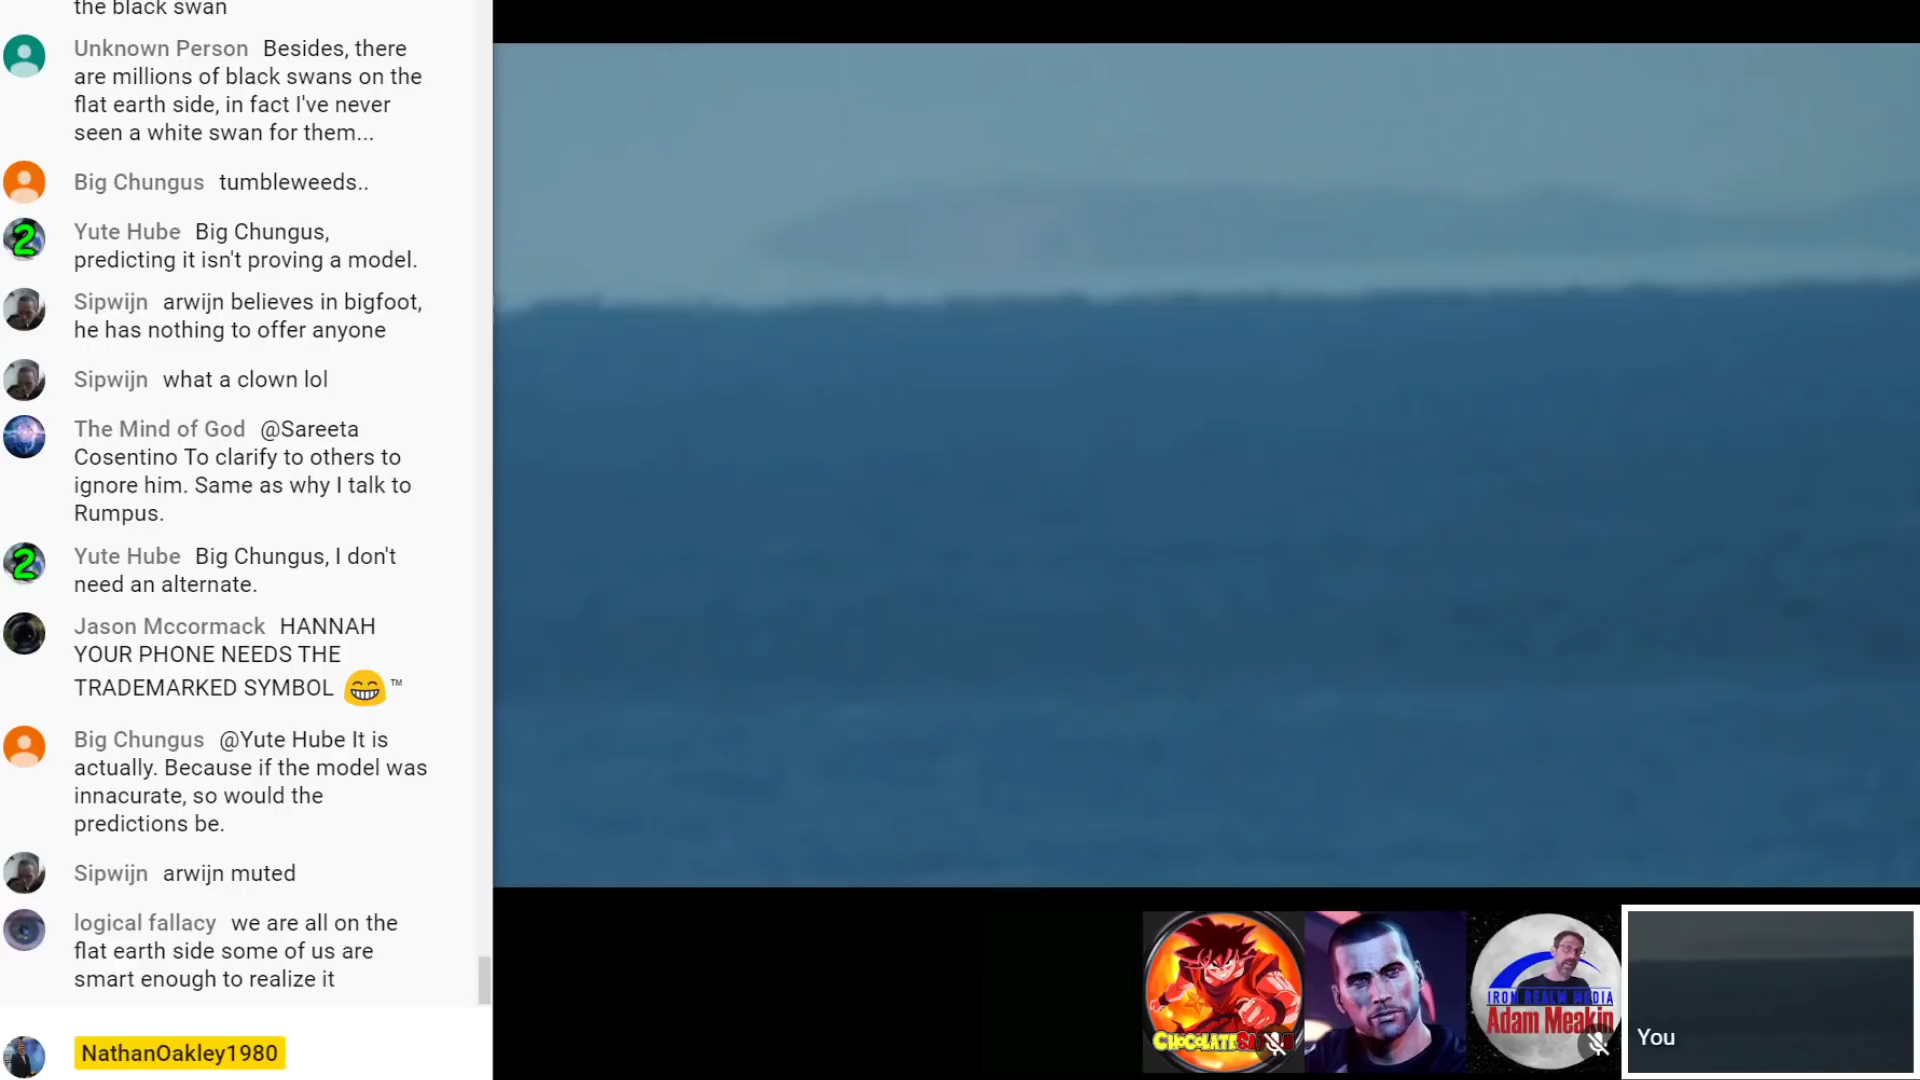 the black swan
Unknown Person Besides, there
are millions of black swans on the
flat earth side, in fact I've never
seen a white swan for them...
Big Chungus tumbleweeds..
Yute Hube Big Chungus,
predicting it isn't proving a model.
Sipwijn arwijn believes in bigfoot,
he has nothing to offer anyone
Sipwijn what a clown lol
The Mind of God @Sareeta
Cosentino To clarify to others to
ignore him. Same as why I talk to
Rumpus.
Yute Hube Big Chungus, I don't
need an alternate.
Jason Mccormack HANNAH
YOUR PHONE NEEDS THE
TRADEMARKED SYMBOL 😁™
Big Chungus @Yute Hube It is
actually. Because if the model was
innacurate, so would the
predictions be.
Sipwijn arwijn muted
logical fallacy we are all on the
flat earth side some of us are
smart enough to realize it
NathanOakley1980
2
2
IRON REALM MEDIA
Adam Meakin
You